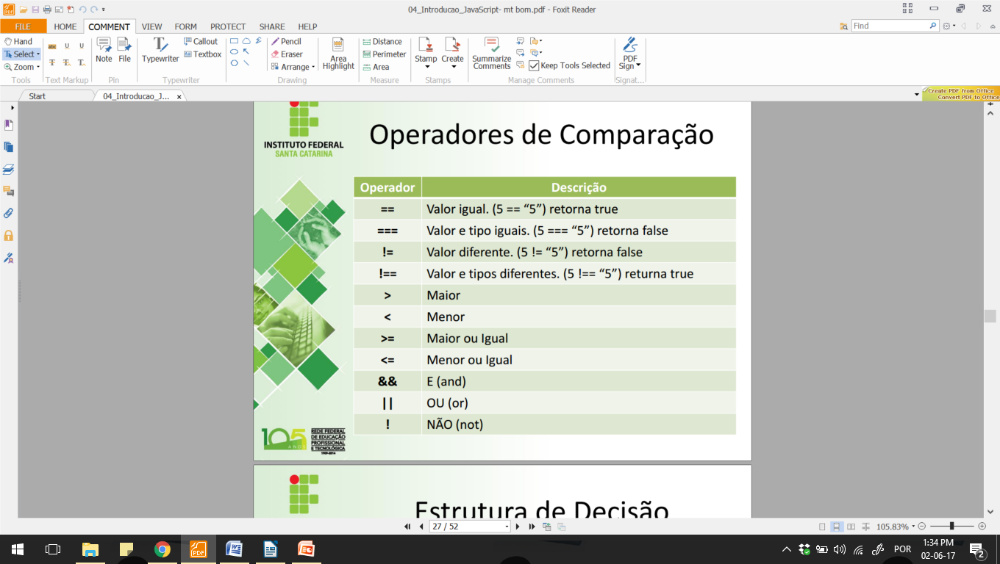 04_Introducao_JavaScript- mt bom.pdf - Foxit Reader
FILE HOME COMMENT VIEW FORM PROTECT SHARE HELP
Find
Hand
Select
Zoom
Tools
Text Markup
Note
File
Pin
Typewriter
Callout
Textbox
Typewriter
Pencil
Eraser
Arrange
Drawing
Area
Highlight
Distance
Perimeter
Area
Measure
Stamp
Create
Stamps
Summarize
Comments
Keep Tools Selected
Manage Comments
PDF
Sign
Signat...
Start
04_Introducao_J...
Create PDF from Office
Convert PDF to Office
INSTITUTO FEDERAL
SANTA CATARINA
Operadores de Comparação
Operador Descrição
== Valor igual. (5 == “5”) retorna true
=== Valor e tipo iguais. (5 === “5”) retorna false
!= Valor diferente. (5 != “5”) retorna false
!== Valor e tipos diferentes. (5 !== “5”) returna true
> Maior
< Menor
>= Maior ou Igual
<= Menor ou Igual
&& E (and)
|| OU (or)
! NÃO (not)
105
ANOS
REDE FEDERAL
DE EDUCAÇÃO
PROFISSIONAL
E TECNOLÓGICA
1909-2014
Estrutura de Decisão
27 / 52
105.83%
PDF
POR
1:34 PM
02-06-17
2